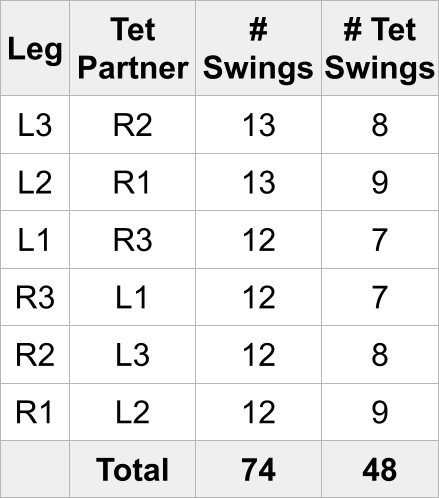 Leg | Tet Partner | # Swings | # Tet Swings
L3 | R2 | 13 | 8
L2 | R1 | 13 | 9
L1 | R3 | 12 | 7
R3 | L1 | 12 | 7
R2 | L3 | 12 | 8
R1 | L2 | 12 | 9
Total | 74 | 48